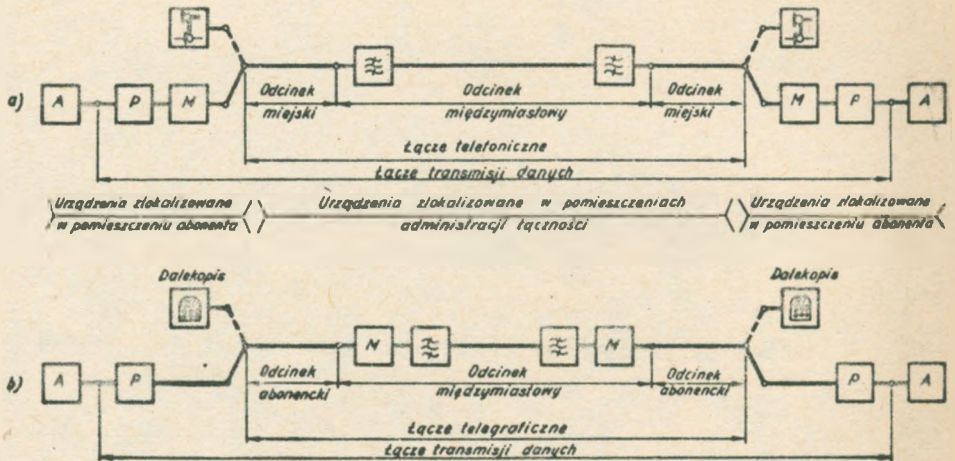 a)
A P M
M P A
Odcinek miejski
Odcinek międzymiastowy
Odcinek miejski
Łącze telefoniczne
Łącze transmisji danych
Urządzenia zlokalizowane w pomieszczeniu abonenta
Urządzenia zlokalizowane w pomieszczeniach administracji łączności
Urządzenia zlokalizowane w pomieszczeniu abonenta
Dalekopis
Dalekopis
b)
A P
M
M
P A
Odcinek abonencki
Odcinek międzymiastowy
Odcinek abonencki
Łącze telegraficzne
Łącze transmisji danych